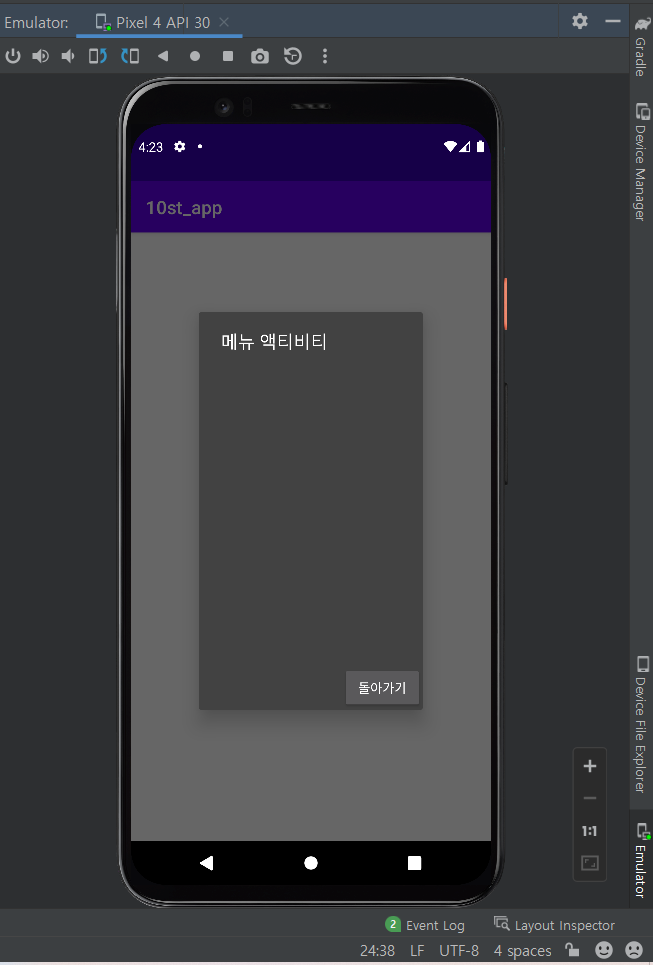 Emulator: Pixel 4 API 30
Gradle
Device Manager
4:23
10st_app
메뉴 액티비티
돌아가기
Device File Explorer
1:1
Emulator
2 Event Log Layout Inspector
24:38 LF UTF-8 4 spaces